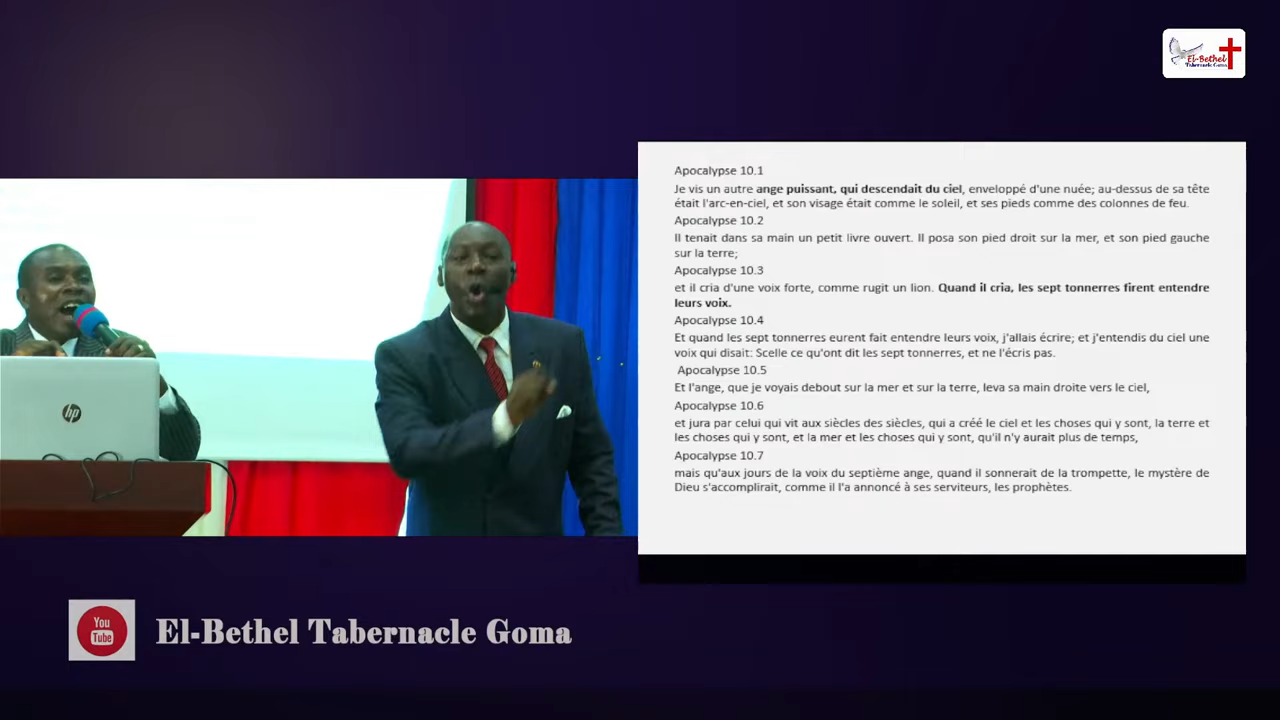 El-Bethel
Tabernacle Goma
Apocalypse 10.1
Je vis un autre ange puissant, qui descendait du ciel, enveloppé d'une nuée; au-dessus de sa tête
était l'arc-en-ciel, et son visage était comme le soleil, et ses pieds comme des colonnes de feu.
Apocalypse 10.2
Il tenait dans sa main un petit livre ouvert. Il posa son pied droit sur la mer, et son pied gauche
sur la terre;
Apocalypse 10.3
et il cria d'une voix forte, comme rugit un lion. Quand il cria, les sept tonnerres firent entendre
leurs voix.
Apocalypse 10.4
Et quand les sept tonnerres eurent fait entendre leurs voix, j'allais écrire; et j'entendis du ciel une
voix qui disait: Scelle ce qu'ont dit les sept tonnerres, et ne l'écris pas.
Apocalypse 10.5
Et l'ange, que je voyais debout sur la mer et sur la terre, leva sa main droite vers le ciel,
Apocalypse 10.6
et jura par celui qui vit aux siècles des siècles, qui a créé le ciel et les choses qui y sont, la terre et
les choses qui y sont, et la mer et les choses qui y sont, qu'il n'y aurait plus de temps,
Apocalypse 10.7
mais qu'aux jours de la voix du septième ange, quand il sonnerait de la trompette, le mystère de
Dieu s'accomplirait, comme il l'a annoncé à ses serviteurs, les prophètes.
hp
You
Tube
El-Bethel Tabernacle Goma